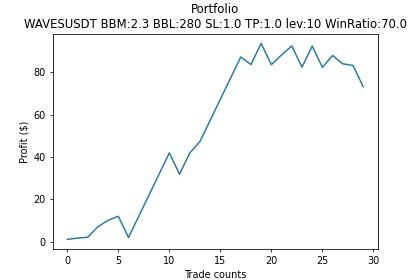 Portfolio
WAVESUSDT BBM:2.3 BBL:280 SL:1.0 TP:1.0 lev:10 WinRatio:70.0
80
60
40
20
0
Profit ($)
0 5 10 15 20 25 30
Trade counts